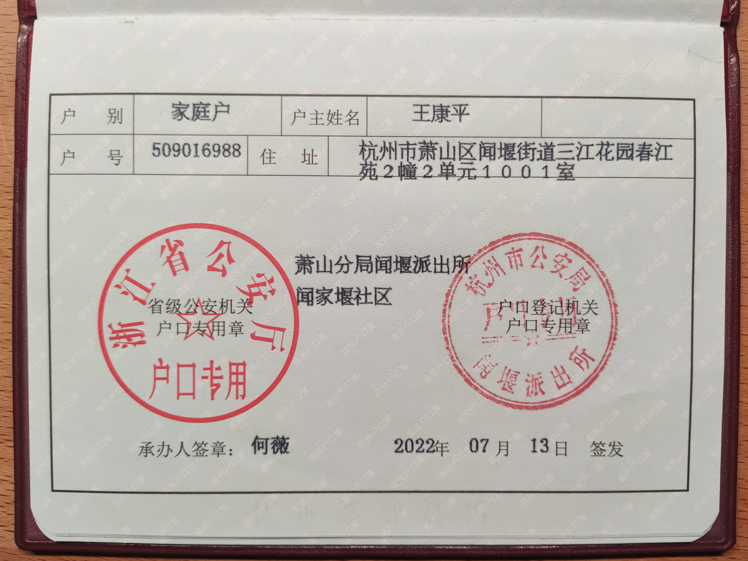 户 别 家庭户 户主姓名 王康平
户 号 509016988 住 址 杭州市萧山区闻堰街道三江花园春江
苑2幢2单元1001室
浙江省公安厅
户口专用
省级公安机关
户口专用章
萧山分局闻堰派出所
闻家堰社区
杭州市公安局
闻堰派出所
户口登记机关
户口专用章
承办人签章: 何薇 2022年 07月 13日 签发